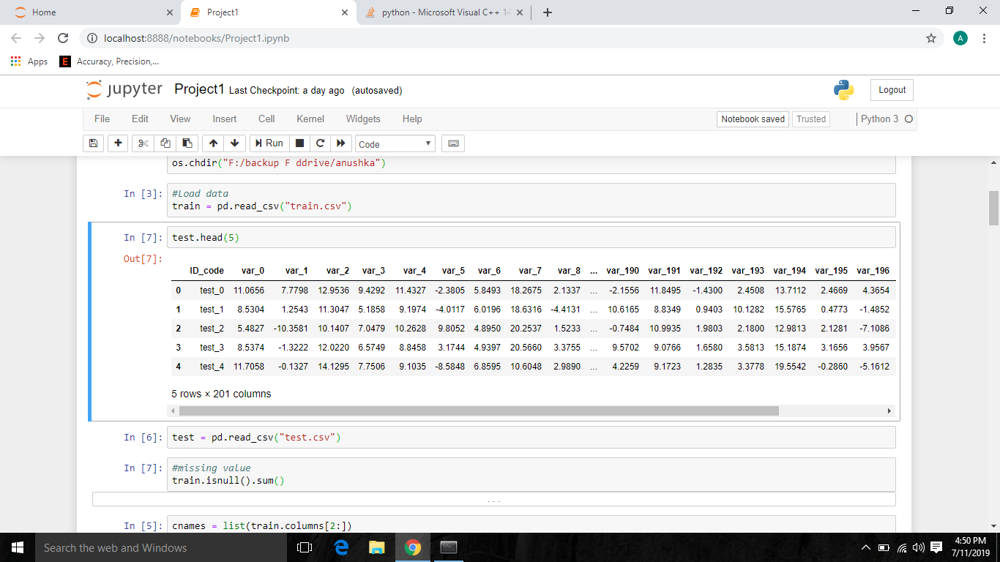 Home
Project1
python - Microsoft Visual C++ 14
localhost:8888/notebooks/Project1.ipynb
A
Apps
E
Accuracy, Precision,...
jupyter Project1 Last Checkpoint: a day ago (autosaved)
Logout
File Edit View Insert Cell Kernel Widgets Help
Notebook saved Trusted Python 3
Run Code
os.chdir("F:/backup F ddrive/anushka")
In [3]: #Load data
train = pd.read_csv("train.csv")
In [7]: test.head(5)
Out[7]:
ID_code var_0 var_1 var_2 var_3 var_4 var_5 var_6 var_7 var_8 ... var_190 var_191 var_192 var_193 var_194 var_195 var_196
0 test_0 11.0656 7.7798 12.9536 9.4292 11.4327 -2.3805 5.8493 18.2675 2.1337 ... -2.1556 11.8495 -1.4300 2.4508 13.7112 2.4669 4.3654
1 test_1 8.5304 1.2543 11.3047 5.1858 9.1974 -4.0117 6.0196 18.6316 -4.4131 ... 10.6165 8.8349 0.9403 10.1282 15.5765 0.4773 -1.4852
2 test_2 5.4827 -10.3581 10.1407 7.0479 10.2628 9.8052 4.8950 20.2537 1.5233 ... -0.7484 10.9935 1.9803 2.1800 12.9813 2.1281 -7.1086
3 test_3 8.5374 -1.3222 12.0220 6.5749 8.8458 3.1744 4.9397 20.5660 3.3755 ... 9.5702 9.0766 1.6580 3.5813 15.1874 3.1656 3.9567
4 test_4 11.7058 -0.1327 14.1295 7.7506 9.1035 -8.5848 6.8595 10.6048 2.9890 ... 4.2259 9.1723 1.2835 3.3778 19.5542 -0.2860 -5.1612
5 rows × 201 columns
In [6]: test = pd.read_csv("test.csv")
In [7]: #missing value
train.isnull().sum()
...
In [5]: cnames = list(train.columns[2:])
Search the web and Windows
4:50 PM
7/11/2019